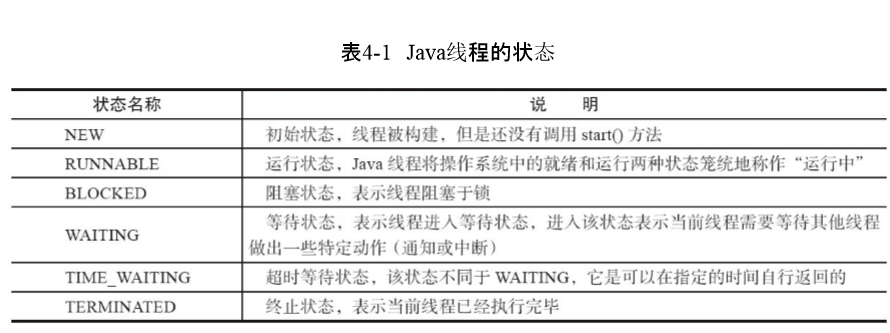 表4-1 Java线程的状态
状态名称 说 明
NEW 初始状态，线程被构建，但是还没有调用 start() 方法
RUNNABLE 运行状态，Java 线程将操作系统中的就绪和运行两种状态笼统地称作“运行中”
BLOCKED 阻塞状态，表示线程阻塞于锁
WAITING 等待状态，表示线程进入等待状态，进入该状态表示当前线程需要等待其他线程
做出一些特定动作（通知或中断）
TIME_WAITING 超时等待状态，该状态不同于 WAITING，它是可以在指定的时间自行返回的
TERMINATED 终止状态，表示当前线程已经执行完毕